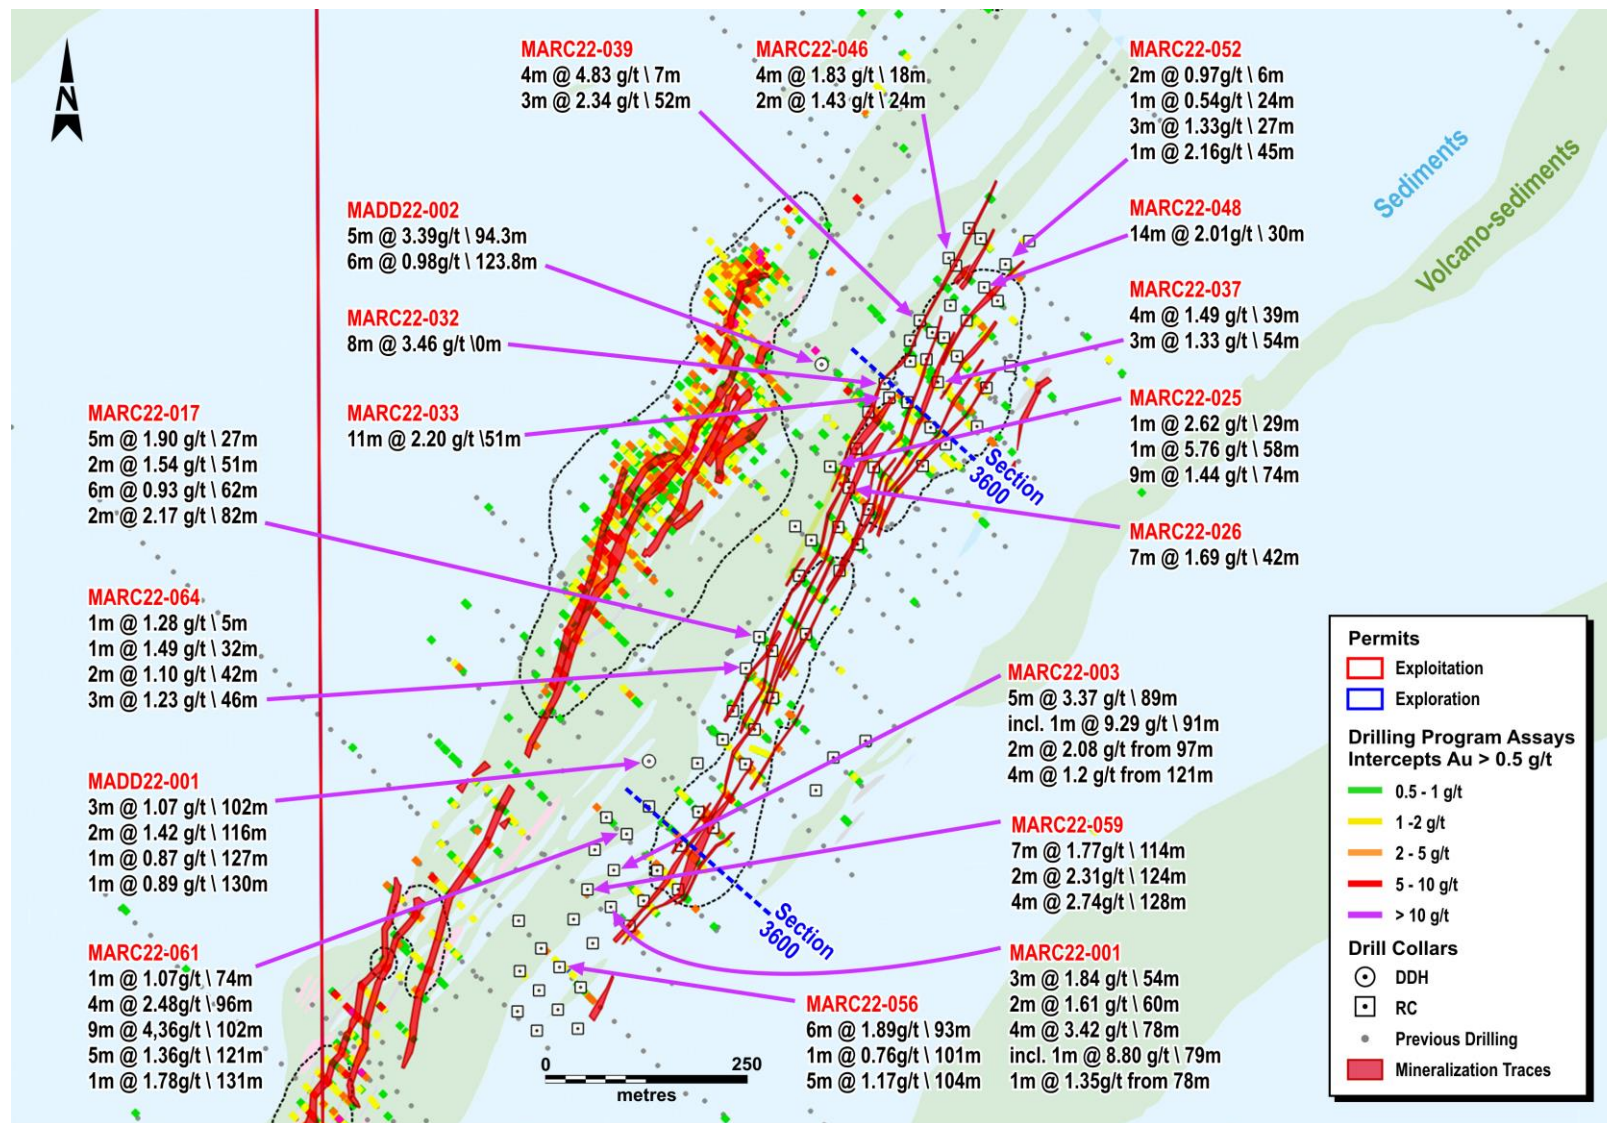 N
MARC22-039
4m @ 4.83 g/t \ 7m
3m @ 2.34 g/t \ 52m
MARC22-046
4m @ 1.83 g/t \ 18m
2m @ 1.43 g/t \ 24m
MARC22-052
2m @ 0.97g/t \ 6m
1m @ 0.54g/t \ 24m
3m @ 1.33g/t \ 27m
1m @ 2.16g/t \ 45m
Sediments
Volcano-sediments
MADD22-002
5m @ 3.39g/t \ 94.3m
6m @ 0.98g/t \ 123.8m
MARC22-048
14m @ 2.01g/t \ 30m
MARC22-032
8m @ 3.46 g/t \0m
MARC22-037
4m @ 1.49 g/t \ 39m
3m @ 1.33 g/t \ 54m
MARC22-033
11m @ 2.20 g/t \51m
MARC22-025
1m @ 2.62 g/t \ 29m
1m @ 5.76 g/t \ 58m
9m @ 1.44 g/t \ 74m
MARC22-017
5m @ 1.90 g/t \ 27m
2m @ 1.54 g/t \ 51m
6m @ 0.93 g/t \ 62m
2m @ 2.17 g/t \ 82m
Section
3600
MARC22-026
7m @ 1.69 g/t \ 42m
MARC22-064
1m @ 1.28 g/t \ 5m
1m @ 1.49 g/t \ 32m
2m @ 1.10 g/t \ 42m
3m @ 1.23 g/t \ 46m
MARC22-003
5m @ 3.37 g/t \ 89m
incl. 1m @ 9.29 g/t \ 91m
2m @ 2.08 g/t from 97m
4m @ 1.2 g/t from 121m
MADD22-001
3m @ 1.07 g/t \ 102m
2m @ 1.42 g/t \ 116m
1m @ 0.87 g/t \ 127m
1m @ 0.89 g/t \ 130m
MARC22-059
7m @ 1.77g/t \ 114m
2m @ 2.31g/t \ 124m
4m @ 2.74g/t \ 128m
Section
3600
MARC22-061
1m @ 1.07g/t \ 74m
4m @ 2.48g/t \ 96m
9m @ 4,36g/t \ 102m
5m @ 1.36g/t \ 121m
1m @ 1.78g/t \ 131m
MARC22-056
6m @ 1.89g/t \ 93m
1m @ 0.76g/t \ 101m
5m @ 1.17g/t \ 104m
MARC22-001
3m @ 1.84 g/t \ 54m
2m @ 1.61 g/t \ 60m
4m @ 3.42 g/t \ 78m
incl. 1m @ 8.80 g/t \ 79m
1m @ 1.35g/t from 78m
0 250
metres
Permits
Exploitation
Exploration
Drilling Program Assays
Intercepts Au > 0.5 g/t
0.5 - 1 g/t
1 -2 g/t
2 - 5 g/t
5 - 10 g/t
> 10 g/t
Drill Collars
DDH
RC
Previous Drilling
Mineralization Traces